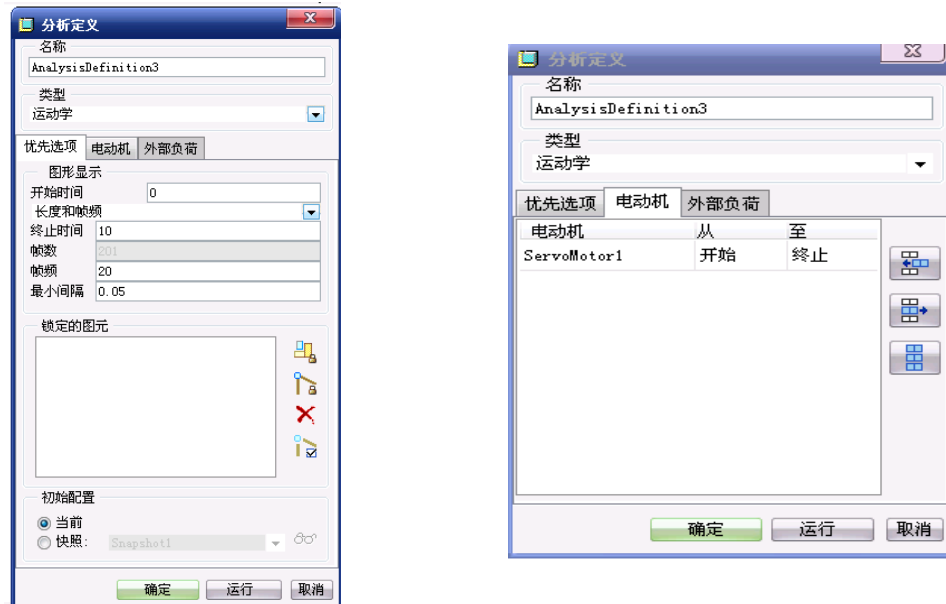 分析定义
名称
AnalysisDefinition3
类型
运动学
优先选项 电动机 外部负荷
图形显示
开始时间 0
长度和帧频
终止时间 10
帧数 201
帧频 20
最小间隔 0.05
锁定的图元
初始配置
当前
快照: Snapshot1
确定 运行 取消
分析定义
名称
AnalysisDefinition3
类型
运动学
优先选项 电动机 外部负荷
电动机 从 至
ServoMotor1 开始 终止
确定 运行 取消